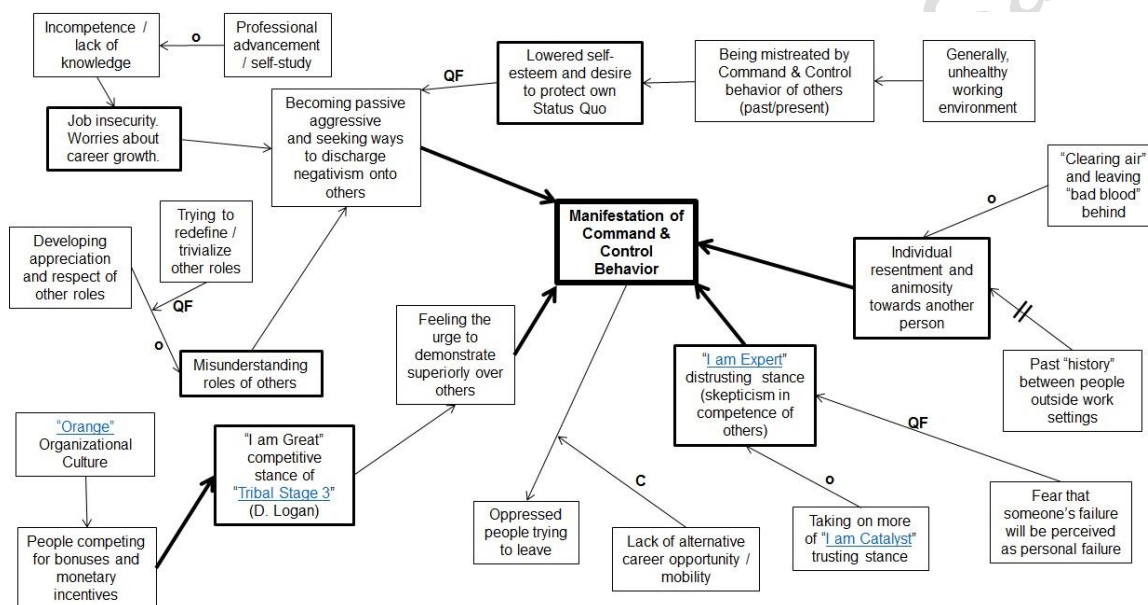 Incompetence /
lack of
knowledge
o
Professional
advancement
/ self-study
Job insecurity.
Worries about
career growth.
Becoming passive
aggressive
and seeking ways
to discharge
negativism onto
others
QF
Lowered self-
esteem and desire
to protect own
Status Quo
Being mistreated by
Command & Control
behavior of others
(past/present)
Generally,
unhealthy
working
environment
"Clearing air"
and leaving
"bad blood"
behind
o
Manifestation of
Command &
Control
Behavior
Individual
resentment and
animosity
towards another
person
Past "history"
between people
outside work
settings
Developing
appreciation
and respect of
other roles
Trying to
redefine /
trivialize
other roles
QF
o
Misunderstanding
roles of others
Feeling the
urge to
demonstrate
superiorly over
others
"I am Expert"
distrusting stance
(skepticism in
competence of
others)
QF
o
"Orange"
Organizational
Culture
"I am Great"
competitive
stance of
"Tribal Stage 3"
(D. Logan)
People competing
for bonuses and
monetary
incentives
C
Oppressed
people trying
to leave
Lack of alternative
career opportunity /
mobility
Taking on more
of "I am Catalyst"
trusting stance
Fear that
someone's failure
will be perceived
as personal failure